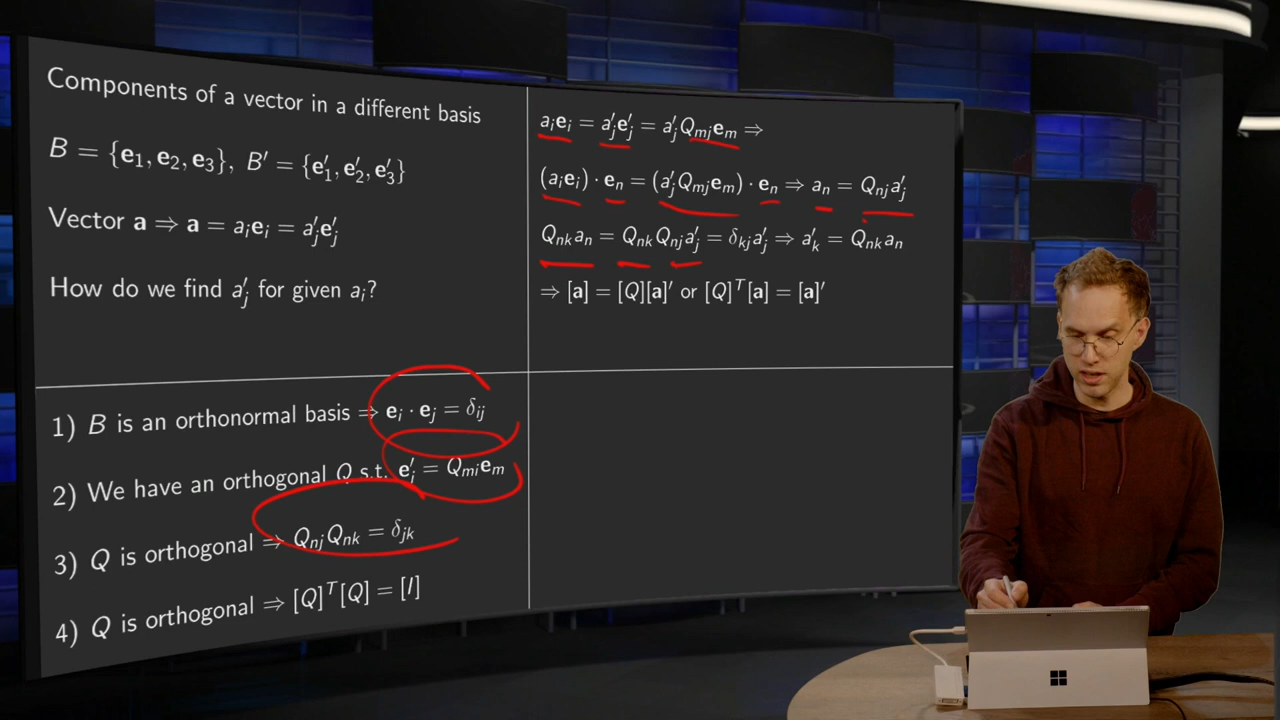 Components of a vector in a different basis
B = {e₁, e₂, e₃}, B′ = {e′₁, e′₂, e′₃}
Vector a ⇒ a = aᵢeᵢ = a′ⱼe′ⱼ
How do we find a′ⱼ for given aᵢ?
aᵢeᵢ = a′ⱼe′ⱼ = a′ⱼQₘⱼeₘ ⇒
(aᵢeᵢ) · eₙ = (a′ⱼQₘⱼeₘ) · eₙ ⇒ aₙ = Qₙⱼa′ⱼ
Qₙₖaₙ = QₙₖQₙⱼa′ⱼ = δₖⱼa′ⱼ ⇒ a′ₖ = Qₙₖaₙ
⇒ [a] = [Q][a]′ or [Q]ᵀ[a] = [a]′
1) B is an orthonormal basis ⇒ eᵢ · eⱼ = δᵢⱼ
2) We have an orthogonal Q s.t. e′ᵢ = Qₘᵢeₘ
3) Q is orthogonal ⇒ QₙⱼQₙₖ = δⱼₖ
4) Q is orthogonal ⇒ [Q]ᵀ[Q] = [I]